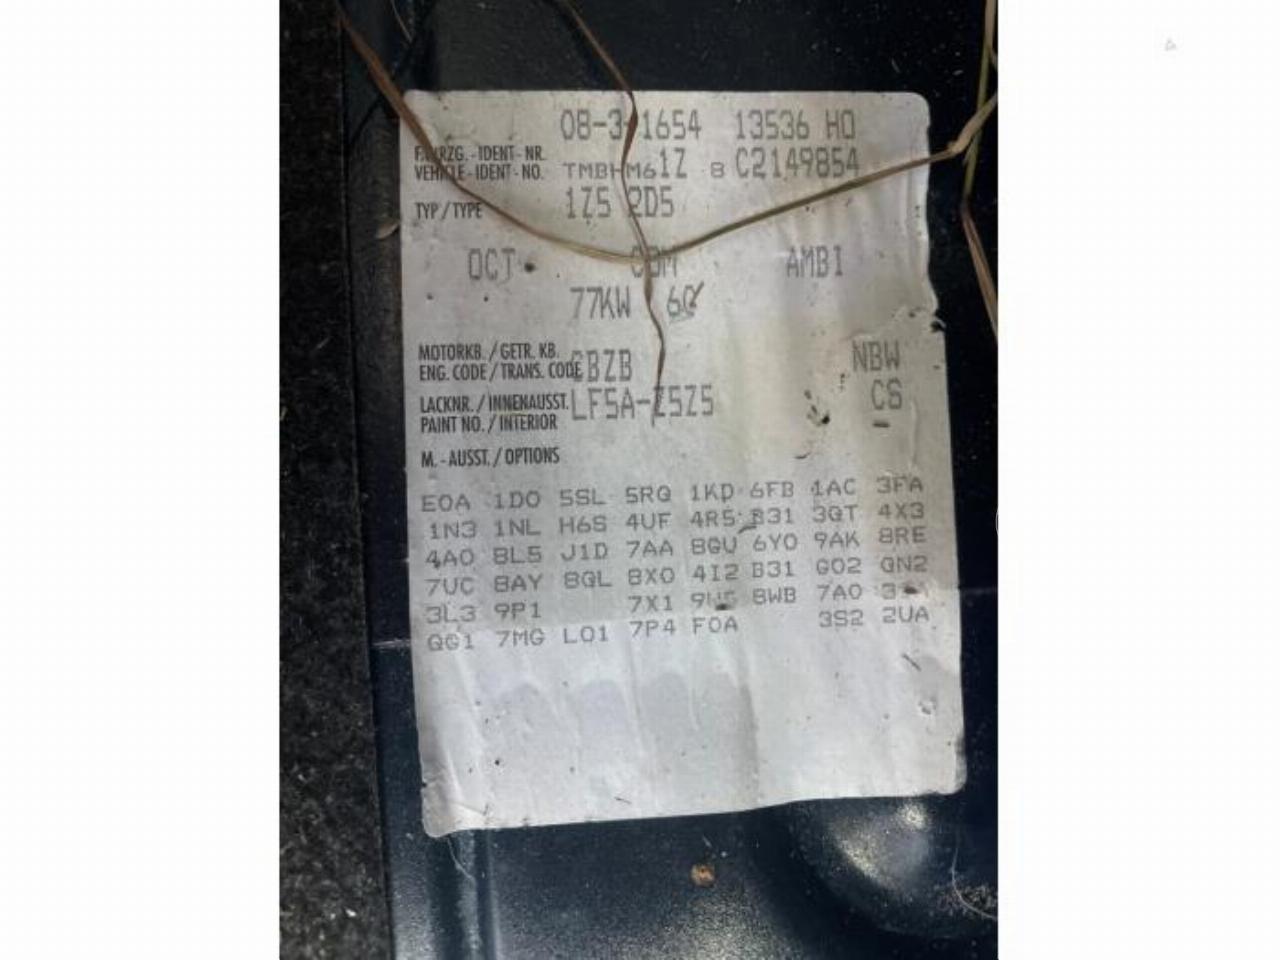 08-3-1654 13536 HO
FAHRZG.-IDENT-NR.
VEHICLE-IDENT-NO. TMBHM61Z 8 C2149854
TYP/TYPE 1Z5 2D5
OCT COM AMBI
77KW
MOTORKB./GETR. KB.
ENG. CODE/TRANS. CODE CBZB NBW
LACKNR./INNENAUSST. LF5A-Z5Z5 CS
PAINT NO./INTERIOR
M.-AUSST./OPTIONS
E0A 1D0 5SL 5RQ 1KD 6FB 1AC 3FA
1N3 1NL H6S 4UF 4R5 B31 3QT 4X3
4A0 8L5 J1D 7AA 8GU 6Y0 9AK 8RE
7UC 8AY 8GL 8X0 4I2 B31 G02 QN2
3L3 9P1 7X1 8WB 7A0
QG1 7MG L01 7P4 F0A 3S2 2UA